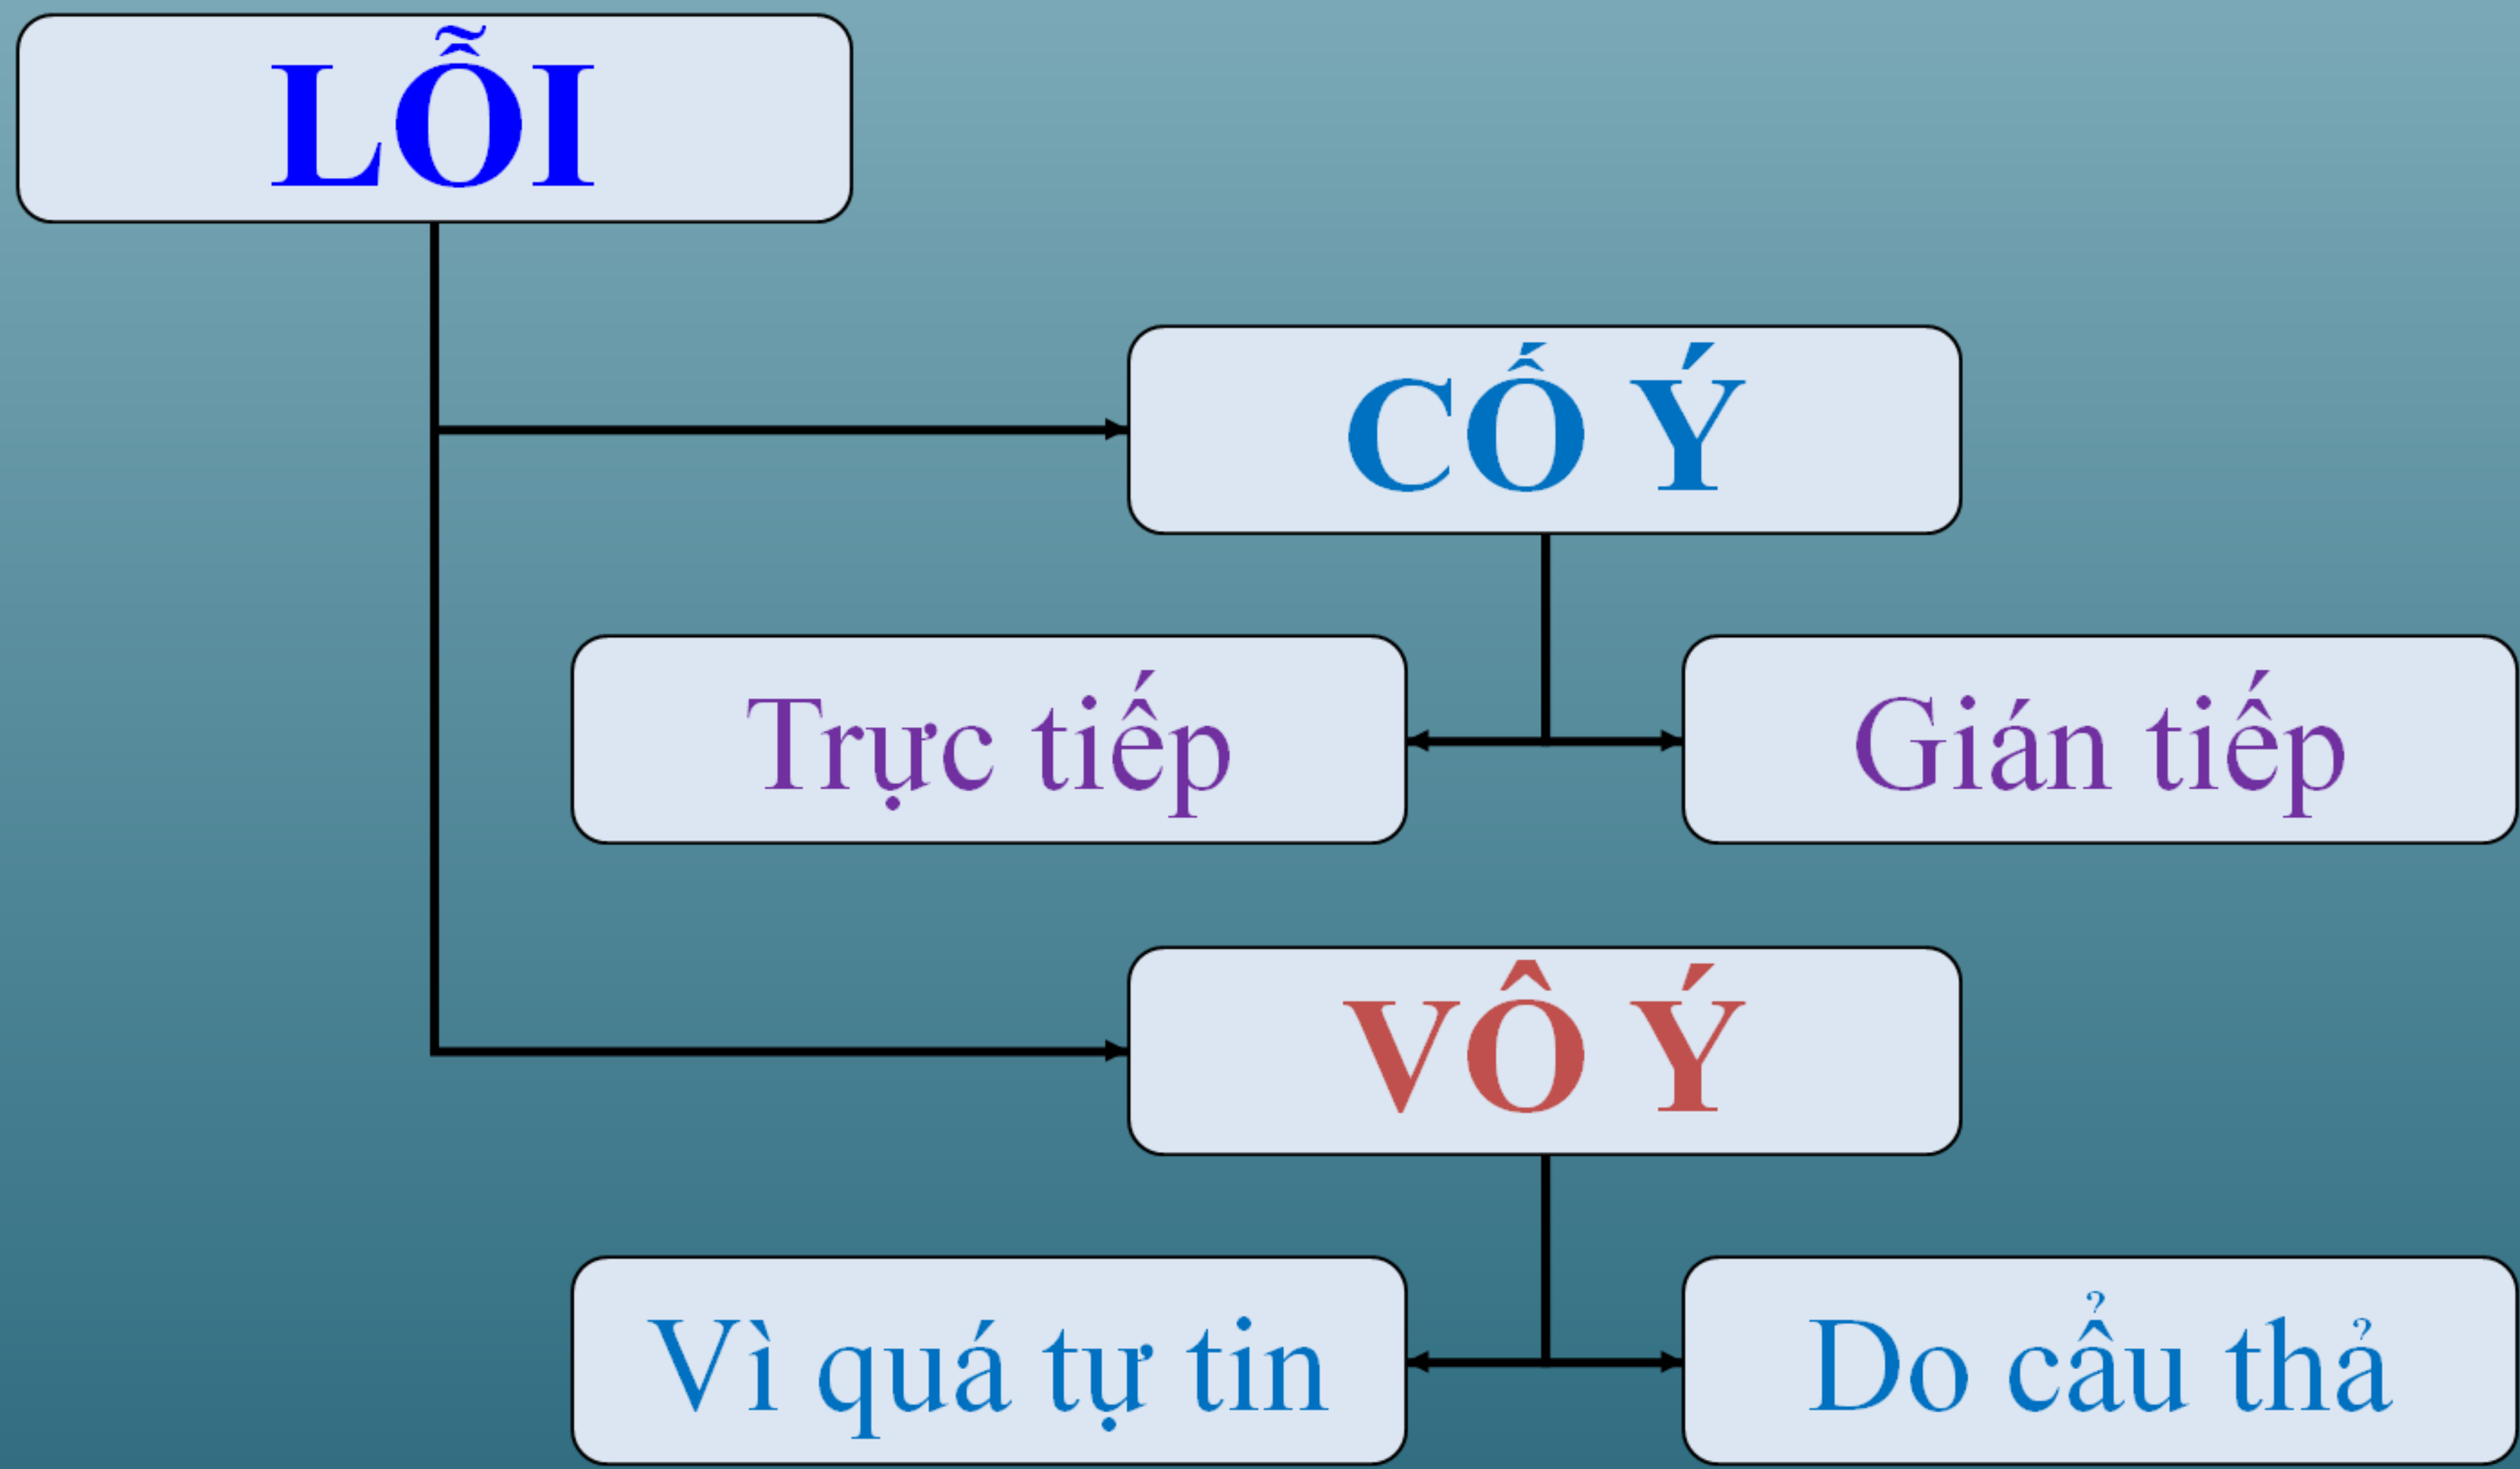 LỖI
CỐ Ý
Trực tiếp
Gián tiếp
VÔ Ý
Vì quá tự tin
Do cẩu thả